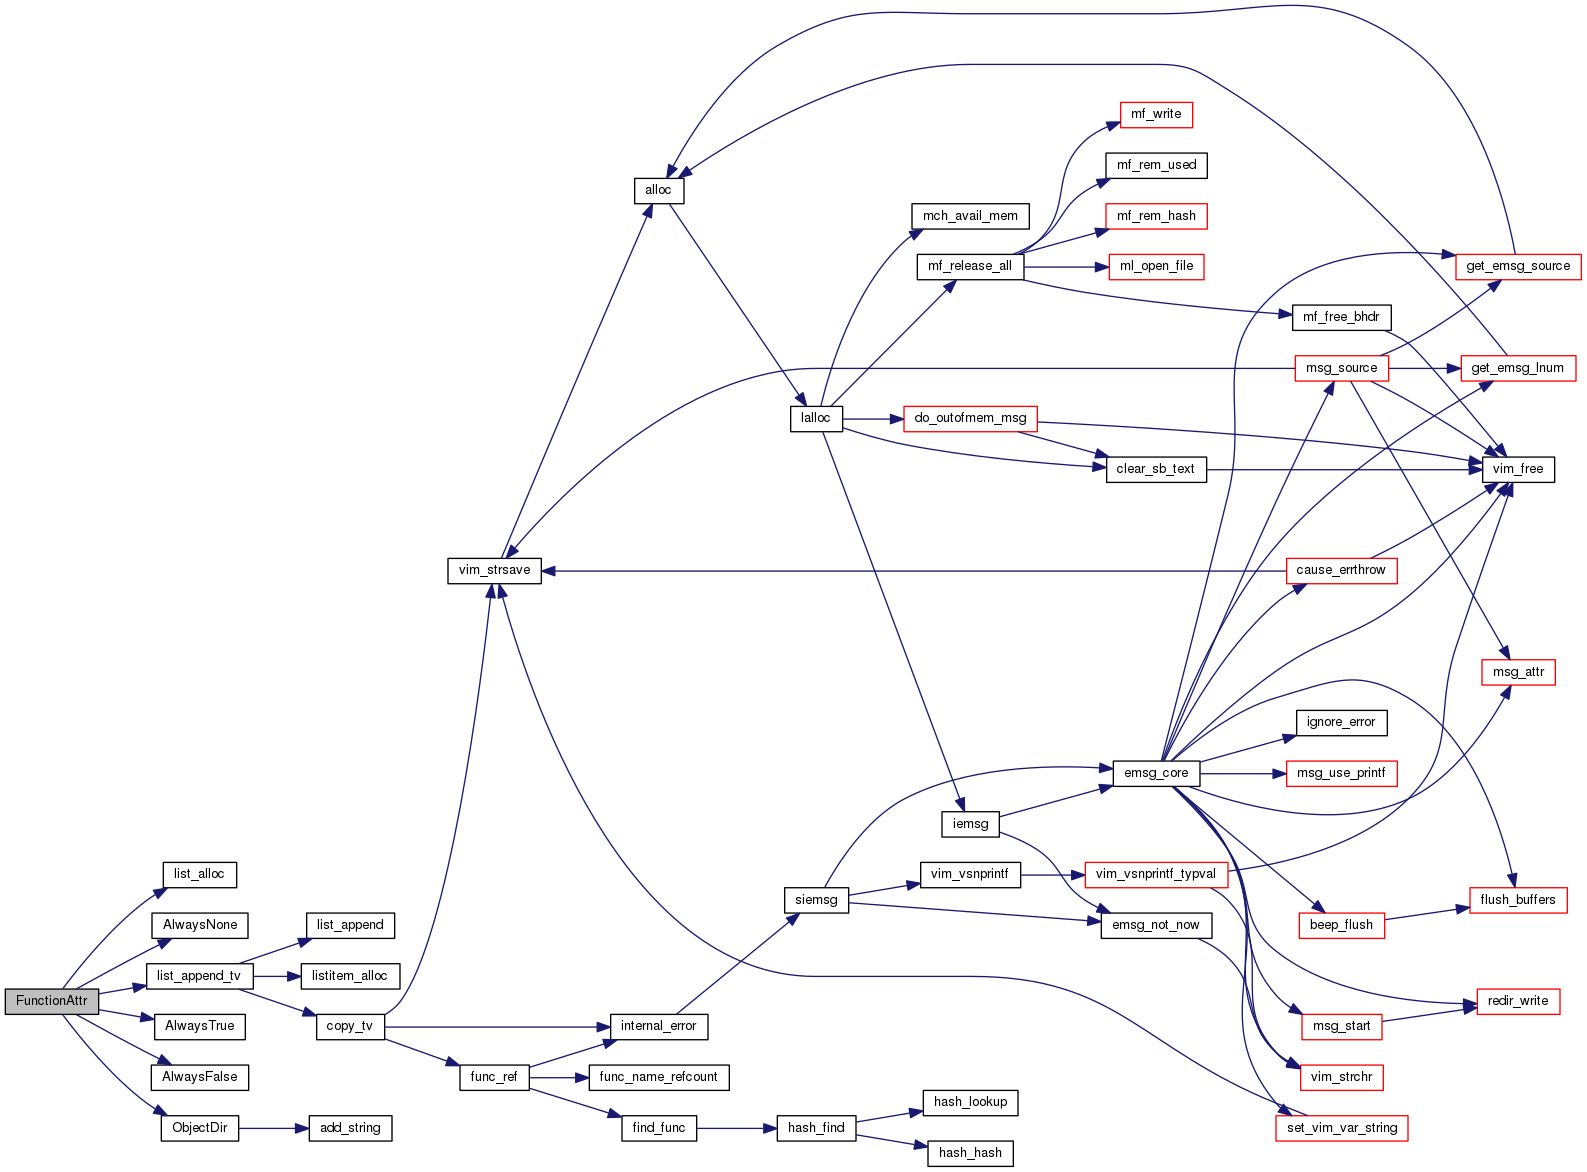 mf_write
mf_rem_used
alloc
mch_avail_mem
mf_rem_hash
mf_release_all
ml_open_file
get_emsg_source
mf_free_bhdr
msg_source
get_emsg_lnum
lalloc
do_outofmem_msg
clear_sb_text
vim_free
vim_strsave
cause_errthrow
msg_attr
ignore_error
emsg_core
msg_use_printf
iemsg
list_alloc
vim_vsnprintf
vim_vsnprintf_typval
siemsg
flush_buffers
AlwaysNone
list_append
emsg_not_now
beep_flush
list_append_tv
listitem_alloc
FunctionAttr
redir_write
AlwaysTrue
copy_tv
internal_error
msg_start
AlwaysFalse
func_ref
func_name_refcount
vim_strchr
hash_lookup
ObjectDir
add_string
find_func
hash_find
set_vim_var_string
hash_hash